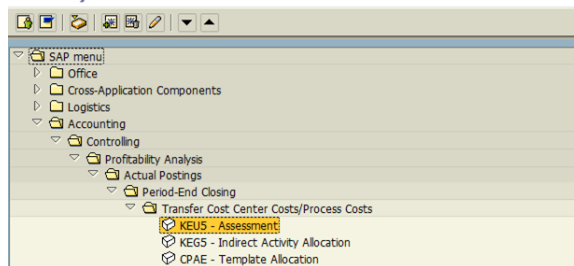 SAP menu
Office
Cross-Application Components
Logistics
Accounting
Controlling
Profitability Analysis
Actual Postings
Period-End Closing
Transfer Cost Center Costs/Process Costs
KEU5 - Assessment
KEG5 - Indirect Activity Allocation
CPAE - Template Allocation